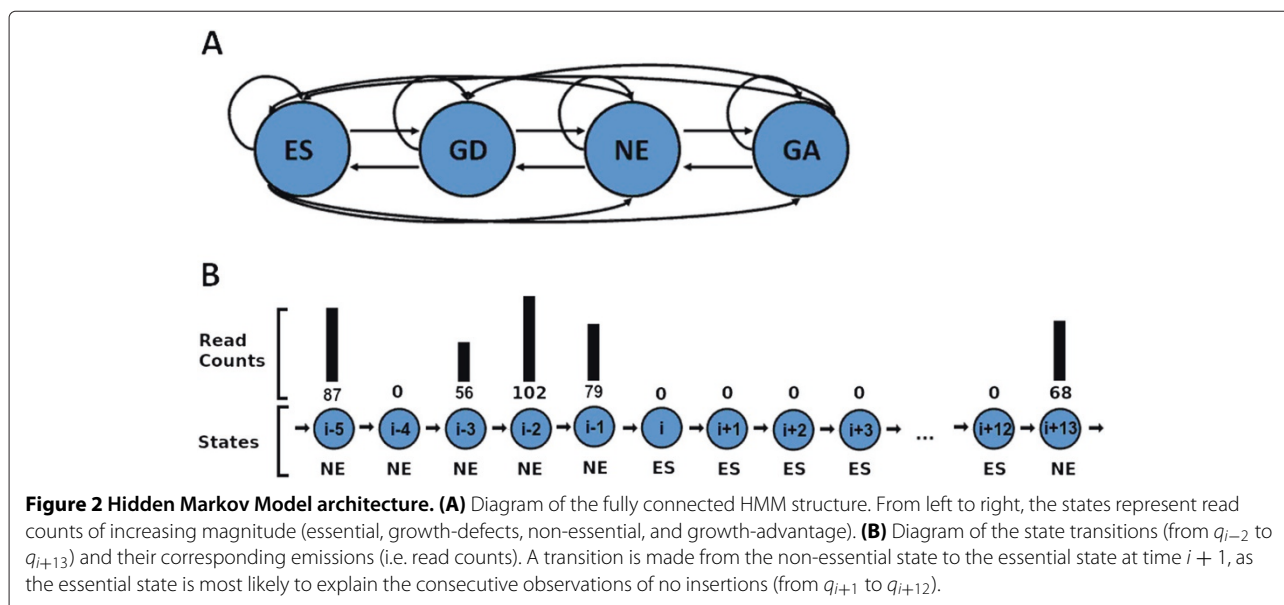 A
ES GD NE GA
B
Read
Counts
87 0 56 102 79 0 0 0 0 0 68
States
i-5 i-4 i-3 i-2 i-1 i i+1 i+2 i+3 ... i+12 i+13
NE NE NE NE NE ES ES ES ES ES NE
Figure 2 Hidden Markov Model architecture. (A) Diagram of the fully connected HMM structure. From left to right, the states represent read
counts of increasing magnitude (essential, growth-defects, non-essential, and growth-advantage). (B) Diagram of the state transitions (from q_{i−2} to
q_{i+13}) and their corresponding emissions (i.e. read counts). A transition is made from the non-essential state to the essential state at time i + 1, as
the essential state is most likely to explain the consecutive observations of no insertions (from q_{i+1} to q_{i+12}).